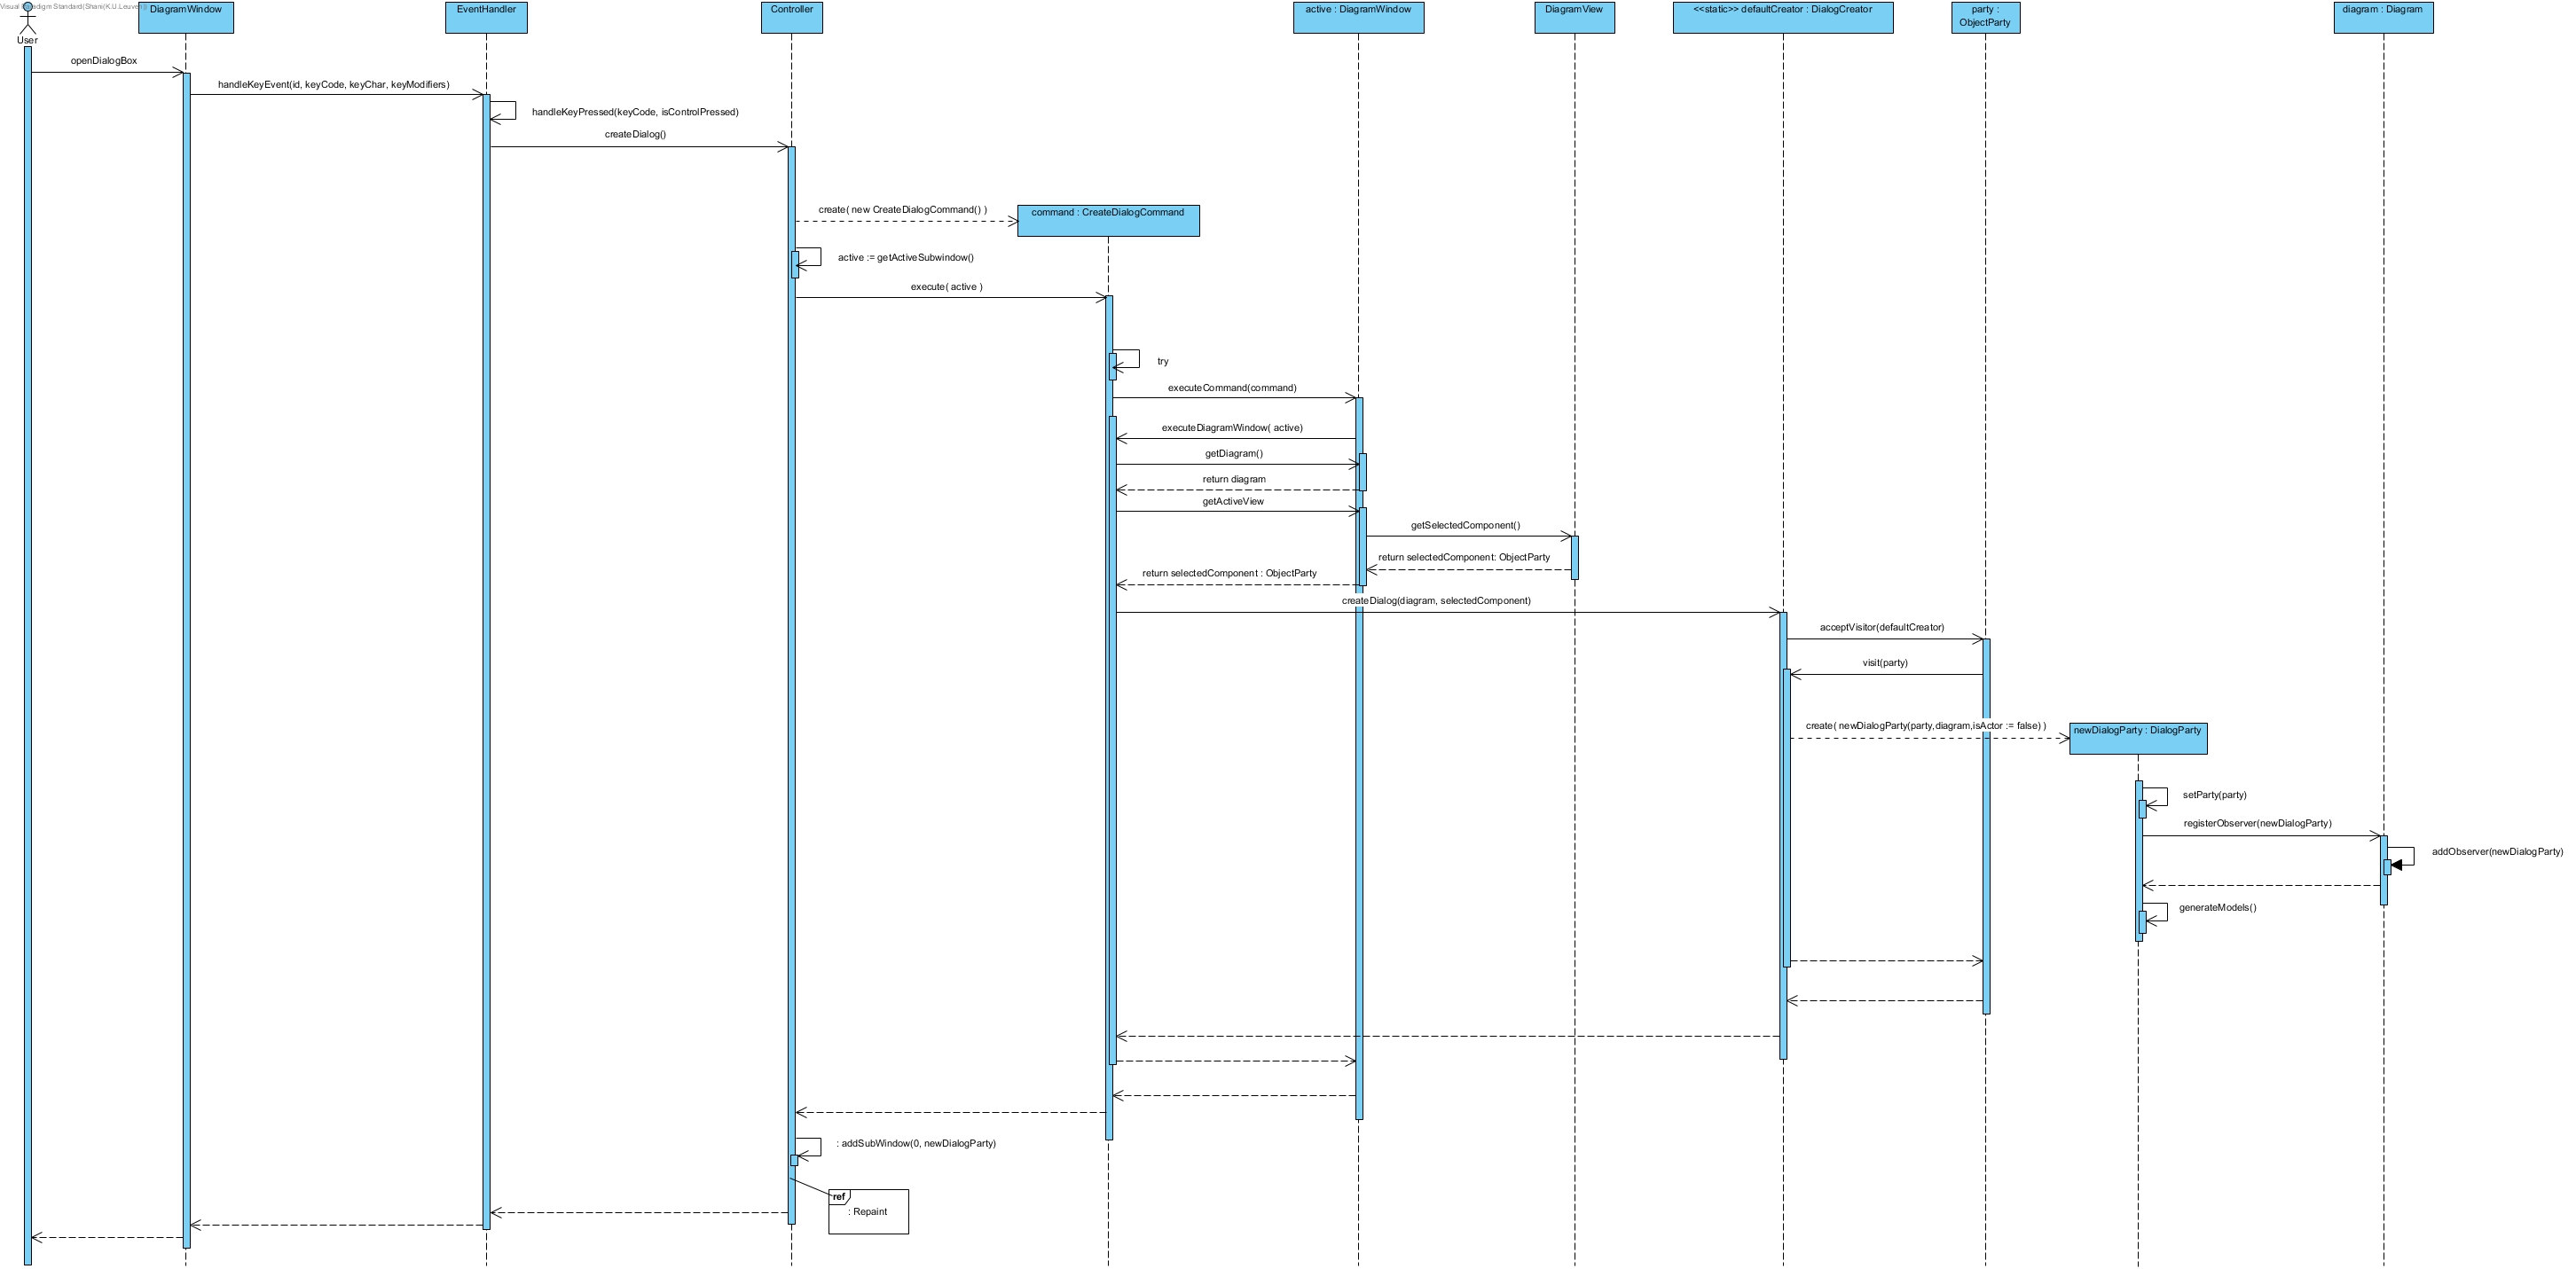 Visual Paradigm Standard(Shani(K.U.Leuven))
User
DiagramWindow
EventHandler
Controller
active : DiagramWindow
DiagramView
<<static>> defaultCreator : DialogCreator
party :
ObjectParty
diagram : Diagram
openDialogBox
handleKeyEvent(id, keyCode, keyChar, keyModifiers)
handleKeyPressed(keyCode, isControlPressed)
createDialog()
create( new CreateDialogCommand() )
command : CreateDialogCommand
active := getActiveSubwindow()
execute( active )
try
executeCommand(command)
executeDiagramWindow( active)
getDiagram()
return diagram
getActiveView
getSelectedComponent()
return selectedComponent: ObjectParty
return selectedComponent : ObjectParty
createDialog(diagram, selectedComponent)
acceptVisitor(defaultCreator)
visit(party)
create( newDialogParty(party,diagram,isActor := false) )
newDialogParty : DialogParty
setParty(party)
registerObserver(newDialogParty)
addObserver(newDialogParty)
generateModels()
: addSubWindow(0, newDialogParty)
ref
: Repaint